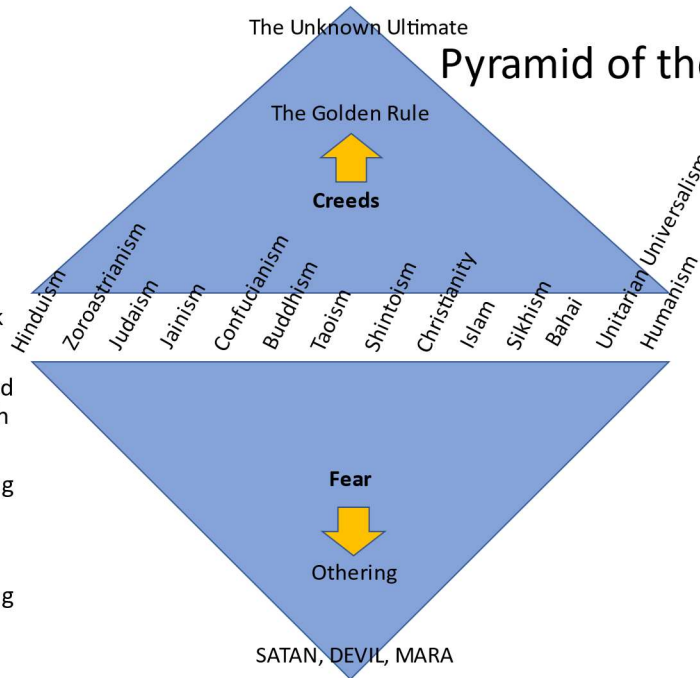 The Unknown Ultimate
Pyramid of the
The Golden Rule
Creeds
Hinduism
Zoroastrianism
Judaism
Jainism
Confucianism
Buddhism
Taoism
Shintoism
Christianity
Islam
Sikhism
Bahai
Unitarian Universalism
Humanism
Fear
Othering
SATAN, DEVIL, MARA